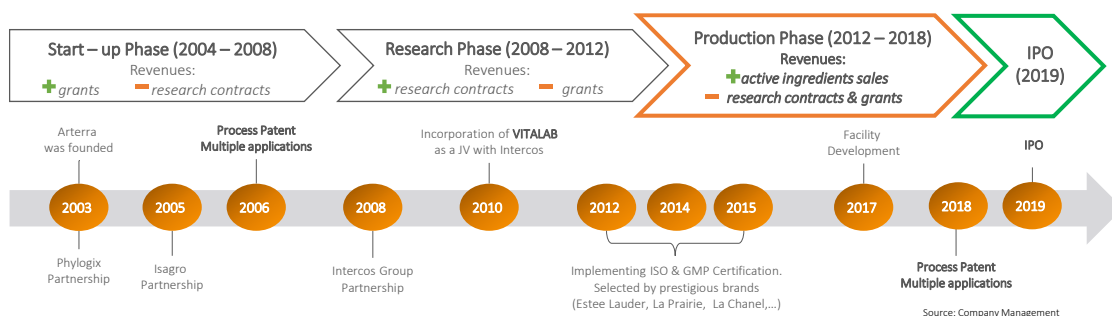 Start – up Phase (2004 – 2008)
Revenues:
+ grants − research contracts
Research Phase (2008 – 2012)
Revenues:
+ research contracts − grants
Production Phase (2012 – 2018)
Revenues:
+ active ingredients sales
− research contracts & grants
IPO
(2019)
Arterra
was founded
Process Patent
Multiple applications
Incorporation of VITALAB
as a JV with Intercos
Facility
Development
IPO
2003
2005
2006
2008
2010
2012
2014
2015
2017
2018
2019
Phylogix
Partnership
Isagro
Partnership
Intercos Group
Partnership
Implementing ISO & GMP Certification.
Selected by prestigious brands
(Estee Lauder, La Prairie, La Chanel,...)
Process Patent
Multiple applications
Source: Company Management